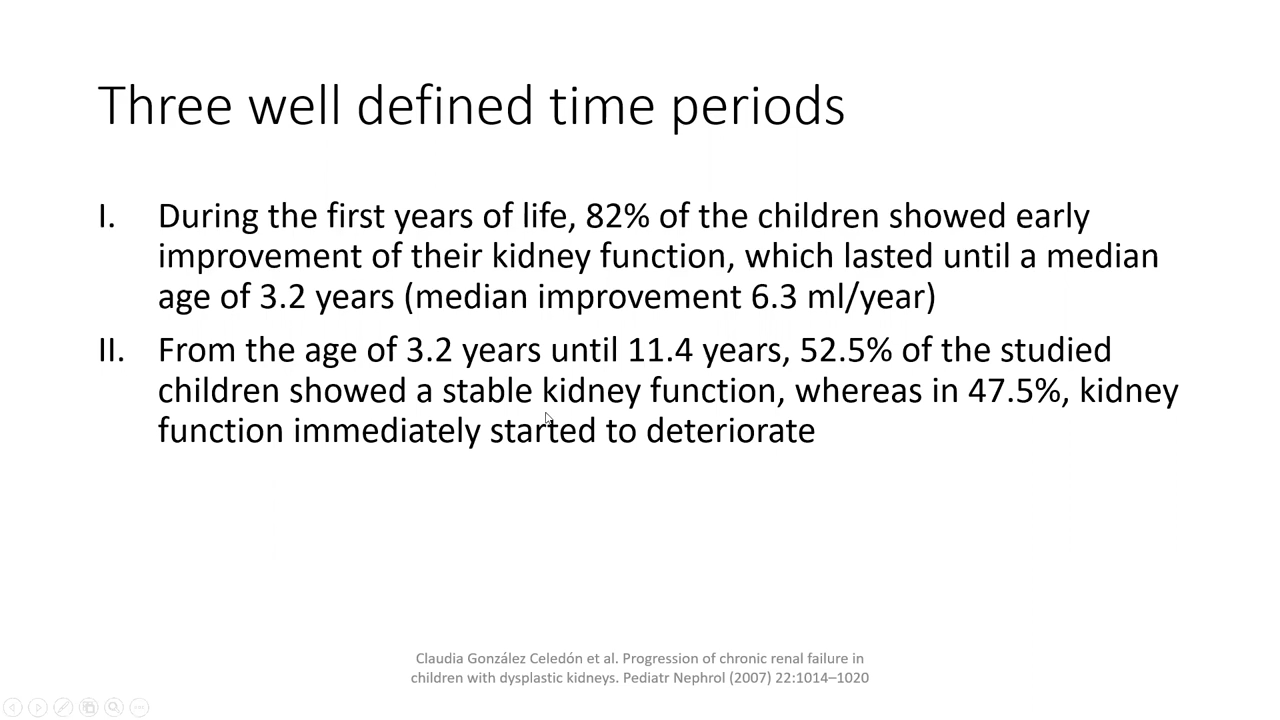 Three well defined time periods
I. During the first years of life, 82% of the children showed early
improvement of their kidney function, which lasted until a median
age of 3.2 years (median improvement 6.3 ml/year)
II. From the age of 3.2 years until 11.4 years, 52.5% of the studied
children showed a stable kidney function, whereas in 47.5%, kidney
function immediately started to deteriorate
Claudia González Celedón et al. Progression of chronic renal failure in
children with dysplastic kidneys. Pediatr Nephrol (2007) 22:1014–1020